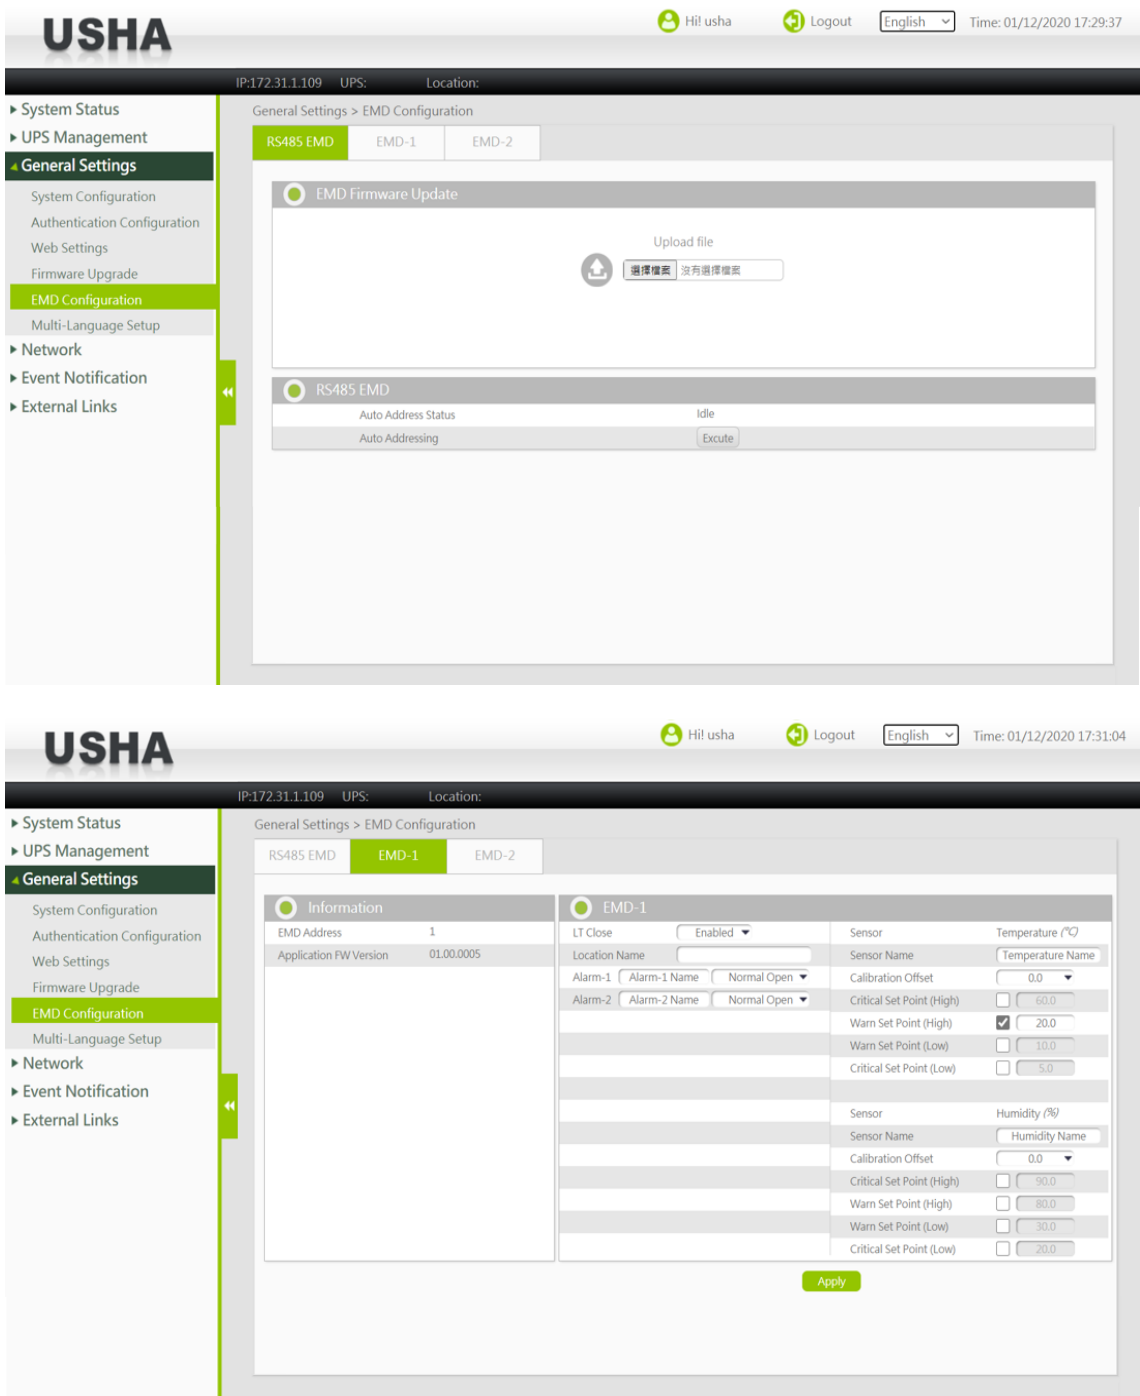 USHA
Hi! usha Logout English Time: 01/12/2020 17:29:37
IP:172.31.1.109 UPS: Location:
System Status
UPS Management
General Settings
System Configuration
Authentication Configuration
Web Settings
Firmware Upgrade
EMD Configuration
Multi-Language Setup
Network
Event Notification
External Links
General Settings > EMD Configuration
RS485 EMD EMD-1 EMD-2
EMD Firmware Update
Upload file
選擇檔案 沒有選擇檔案
RS485 EMD
Auto Address Status Idle
Auto Addressing Excute
USHA
Hi! usha Logout English Time: 01/12/2020 17:31:04
IP:172.31.1.109 UPS: Location:
System Status
UPS Management
General Settings
System Configuration
Authentication Configuration
Web Settings
Firmware Upgrade
EMD Configuration
Multi-Language Setup
Network
Event Notification
External Links
General Settings > EMD Configuration
RS485 EMD EMD-1 EMD-2
Information
EMD Address 1
Application FW Version 01.00.0005
EMD-1
LT Close Enabled
Location Name
Alarm-1 Alarm-1 Name Normal Open
Alarm-2 Alarm-2 Name Normal Open
Sensor Temperature (°C)
Sensor Name Temperature Name
Calibration Offset 0.0
Critical Set Point (High) 60.0
Warn Set Point (High) 20.0
Warn Set Point (Low) 10.0
Critical Set Point (Low) 5.0
Sensor Humidity (%)
Sensor Name Humidity Name
Calibration Offset 0.0
Critical Set Point (High) 90.0
Warn Set Point (High) 80.0
Warn Set Point (Low) 30.0
Critical Set Point (Low) 20.0
Apply